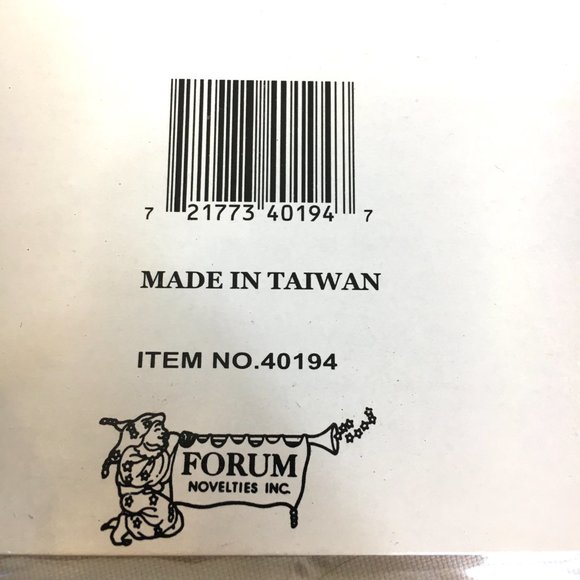 7 21773 40194 7
MADE IN TAIWAN
ITEM NO.40194
FORUM
NOVELTIES INC.